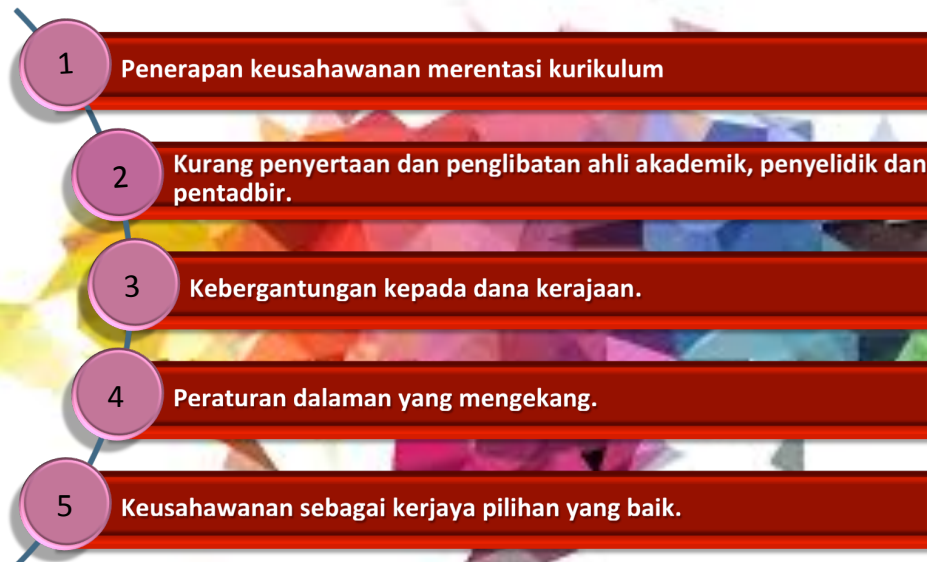 1
Penerapan keusahawanan merentasi kurikulum
2
Kurang penyertaan dan penglibatan ahli akademik, penyelidik dan
pentadbir.
3
Kebergantungan kepada dana kerajaan.
4
Peraturan dalaman yang mengekang.
5
Keusahawanan sebagai kerjaya pilihan yang baik.